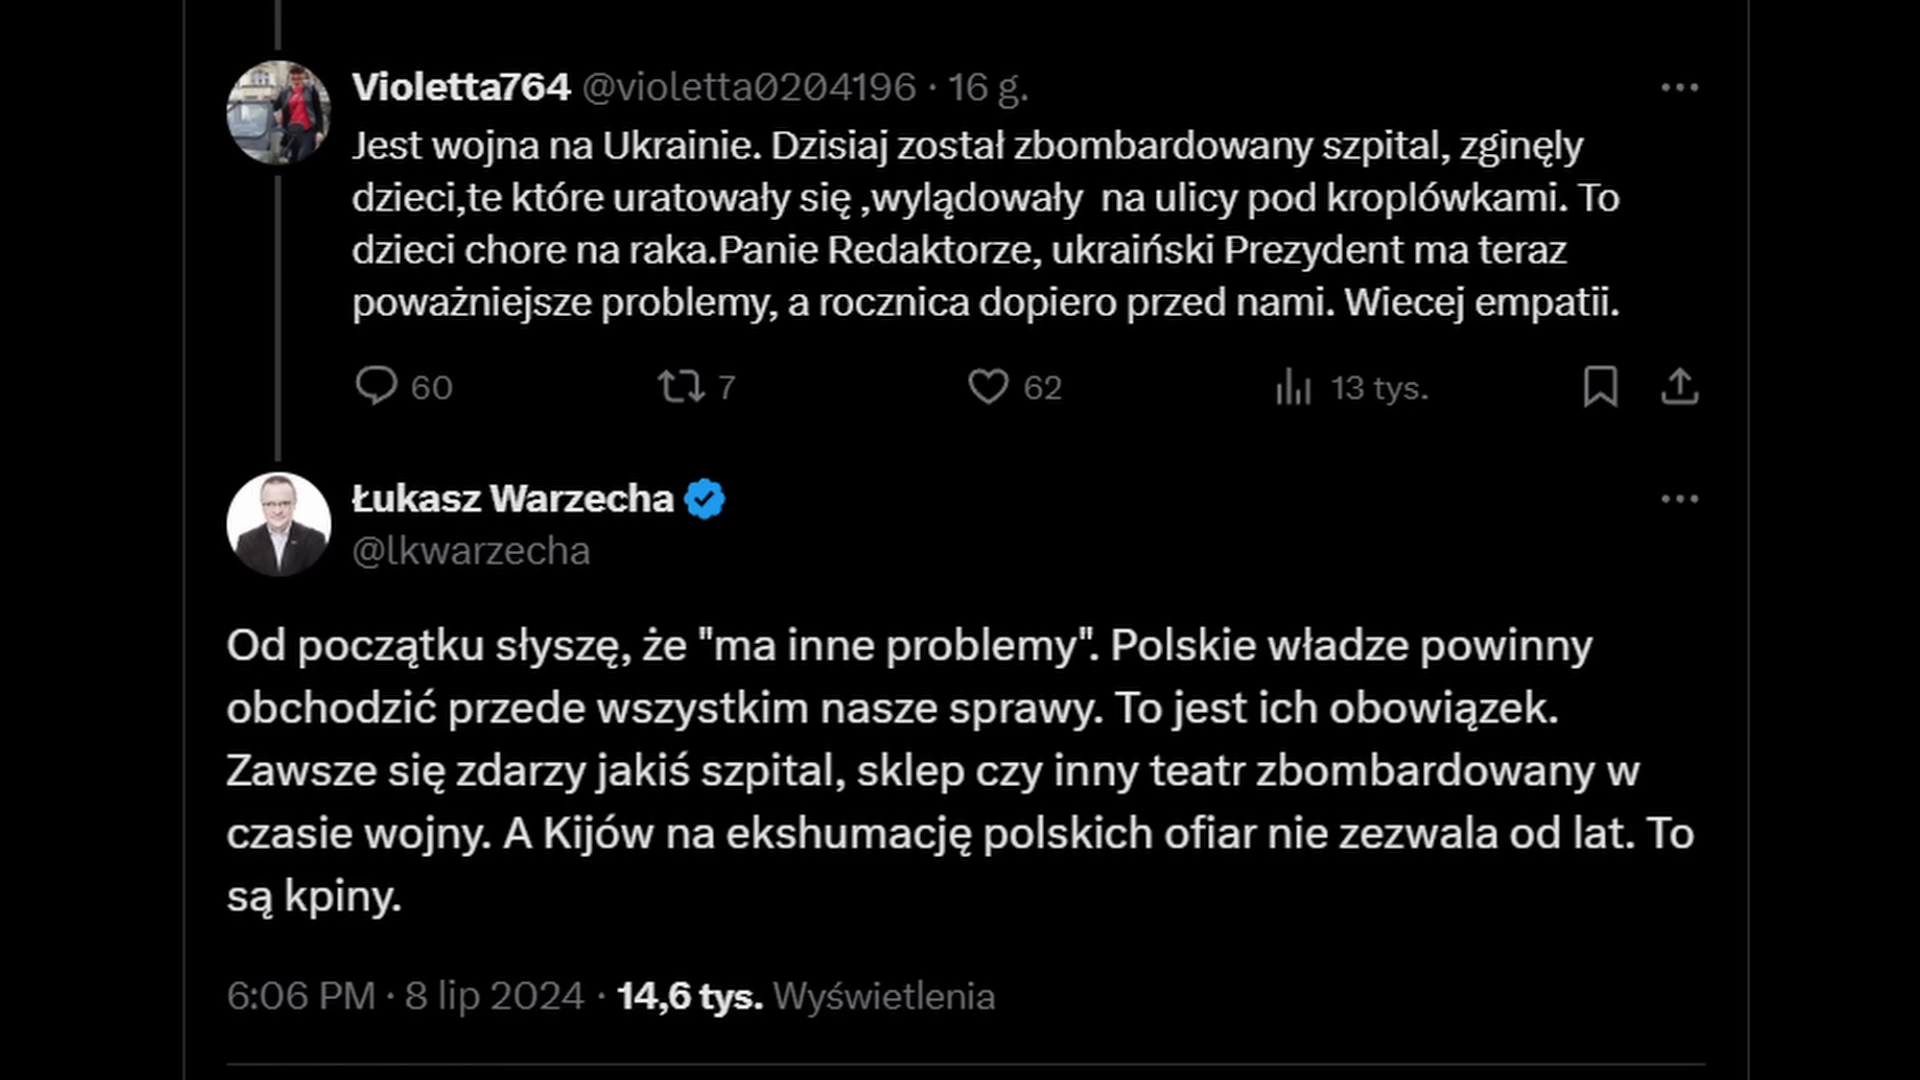 Violetta764 @violetta0204196 · 16 g.
Jest wojna na Ukrainie. Dzisiaj został zbombardowany szpital, zginęly
dzieci,te które uratowały się ,wylądowały  na ulicy pod kroplówkami. To
dzieci chore na raka.Panie Redaktorze, ukraiński Prezydent ma teraz
poważniejsze problemy, a rocznica dopiero przed nami. Wiecej empatii.
60 7 62 13 tys.
Łukasz Warzecha
@lkwarzecha
Od początku słyszę, że "ma inne problemy". Polskie władze powinny
obchodzić przede wszystkim nasze sprawy. To jest ich obowiązek.
Zawsze się zdarzy jakiś szpital, sklep czy inny teatr zbombardowany w
czasie wojny. A Kijów na ekshumację polskich ofiar nie zezwala od lat. To
są kpiny.
6:06 PM · 8 lip 2024 · 14,6 tys. Wyświetlenia